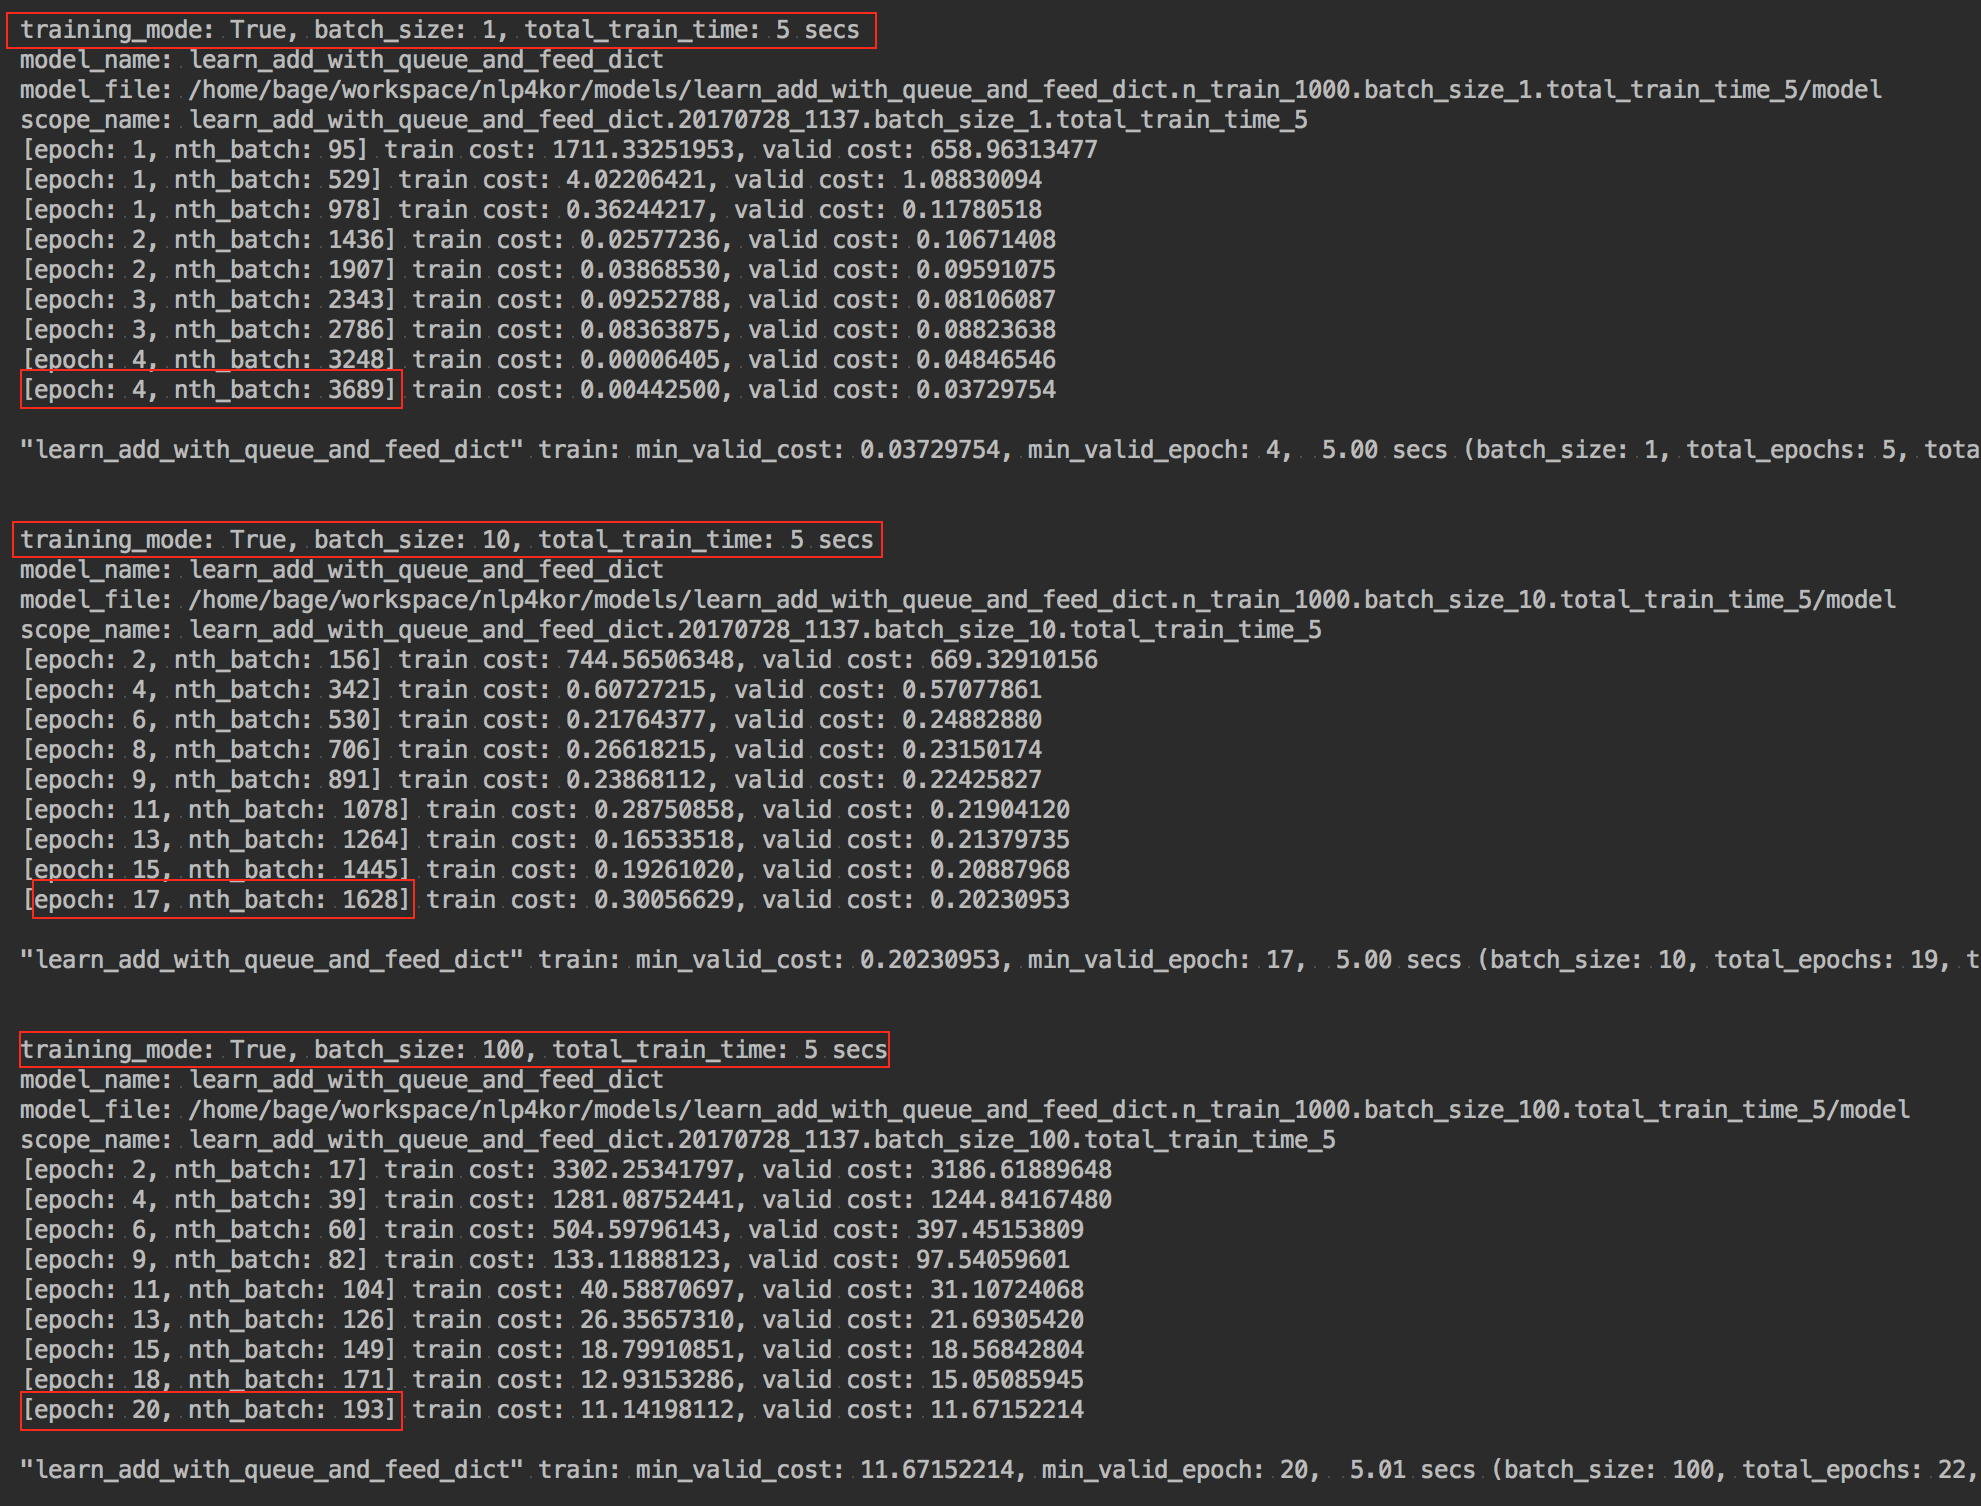 training_mode: True, batch_size: 1, total_train_time: 5 secs
model_name: learn_add_with_queue_and_feed_dict
model_file: /home/bage/workspace/nlp4kor/models/learn_add_with_queue_and_feed_dict.n_train_1000.batch_size_1.total_train_time_5/model
scope_name: learn_add_with_queue_and_feed_dict.20170728_1137.batch_size_1.total_train_time_5
[epoch: 1, nth_batch: 95] train cost: 1711.33251953, valid cost: 658.96313477
[epoch: 1, nth_batch: 529] train cost: 4.02206421, valid cost: 1.08830094
[epoch: 1, nth_batch: 978] train cost: 0.36244217, valid cost: 0.11780518
[epoch: 2, nth_batch: 1436] train cost: 0.02577236, valid cost: 0.10671408
[epoch: 2, nth_batch: 1907] train cost: 0.03868530, valid cost: 0.09591075
[epoch: 3, nth_batch: 2343] train cost: 0.09252788, valid cost: 0.08106087
[epoch: 3, nth_batch: 2786] train cost: 0.08363875, valid cost: 0.08823638
[epoch: 4, nth_batch: 3248] train cost: 0.00006405, valid cost: 0.04846546
[epoch: 4, nth_batch: 3689] train cost: 0.00442500, valid cost: 0.03729754
"learn_add_with_queue_and_feed_dict" train: min_valid_cost: 0.03729754, min_valid_epoch: 4,  5.00 secs (batch_size: 1, total_epochs: 5, tota
training_mode: True, batch_size: 10, total_train_time: 5 secs
model_name: learn_add_with_queue_and_feed_dict
model_file: /home/bage/workspace/nlp4kor/models/learn_add_with_queue_and_feed_dict.n_train_1000.batch_size_10.total_train_time_5/model
scope_name: learn_add_with_queue_and_feed_dict.20170728_1137.batch_size_10.total_train_time_5
[epoch: 2, nth_batch: 156] train cost: 744.56506348, valid cost: 669.32910156
[epoch: 4, nth_batch: 342] train cost: 0.60727215, valid cost: 0.57077861
[epoch: 6, nth_batch: 530] train cost: 0.21764377, valid cost: 0.24882880
[epoch: 8, nth_batch: 706] train cost: 0.26618215, valid cost: 0.23150174
[epoch: 9, nth_batch: 891] train cost: 0.23868112, valid cost: 0.22425827
[epoch: 11, nth_batch: 1078] train cost: 0.28750858, valid cost: 0.21904120
[epoch: 13, nth_batch: 1264] train cost: 0.16533518, valid cost: 0.21379735
[epoch: 15, nth_batch: 1445] train cost: 0.19261020, valid cost: 0.20887968
[epoch: 17, nth_batch: 1628] train cost: 0.30056629, valid cost: 0.20230953
"learn_add_with_queue_and_feed_dict" train: min_valid_cost: 0.20230953, min_valid_epoch: 17,  5.00 secs (batch_size: 10, total_epochs: 19, t
training_mode: True, batch_size: 100, total_train_time: 5 secs
model_name: learn_add_with_queue_and_feed_dict
model_file: /home/bage/workspace/nlp4kor/models/learn_add_with_queue_and_feed_dict.n_train_1000.batch_size_100.total_train_time_5/model
scope_name: learn_add_with_queue_and_feed_dict.20170728_1137.batch_size_100.total_train_time_5
[epoch: 2, nth_batch: 17] train cost: 3302.25341797, valid cost: 3186.61889648
[epoch: 4, nth_batch: 39] train cost: 1281.08752441, valid cost: 1244.84167480
[epoch: 6, nth_batch: 60] train cost: 504.59796143, valid cost: 397.45153809
[epoch: 9, nth_batch: 82] train cost: 133.11888123, valid cost: 97.54059601
[epoch: 11, nth_batch: 104] train cost: 40.58870697, valid cost: 31.10724068
[epoch: 13, nth_batch: 126] train cost: 26.35657310, valid cost: 21.69305420
[epoch: 15, nth_batch: 149] train cost: 18.79910851, valid cost: 18.56842804
[epoch: 18, nth_batch: 171] train cost: 12.93153286, valid cost: 15.05085945
[epoch: 20, nth_batch: 193] train cost: 11.14198112, valid cost: 11.67152214
"learn_add_with_queue_and_feed_dict" train: min_valid_cost: 11.67152214, min_valid_epoch: 20,  5.01 secs (batch_size: 100, total_epochs: 22,